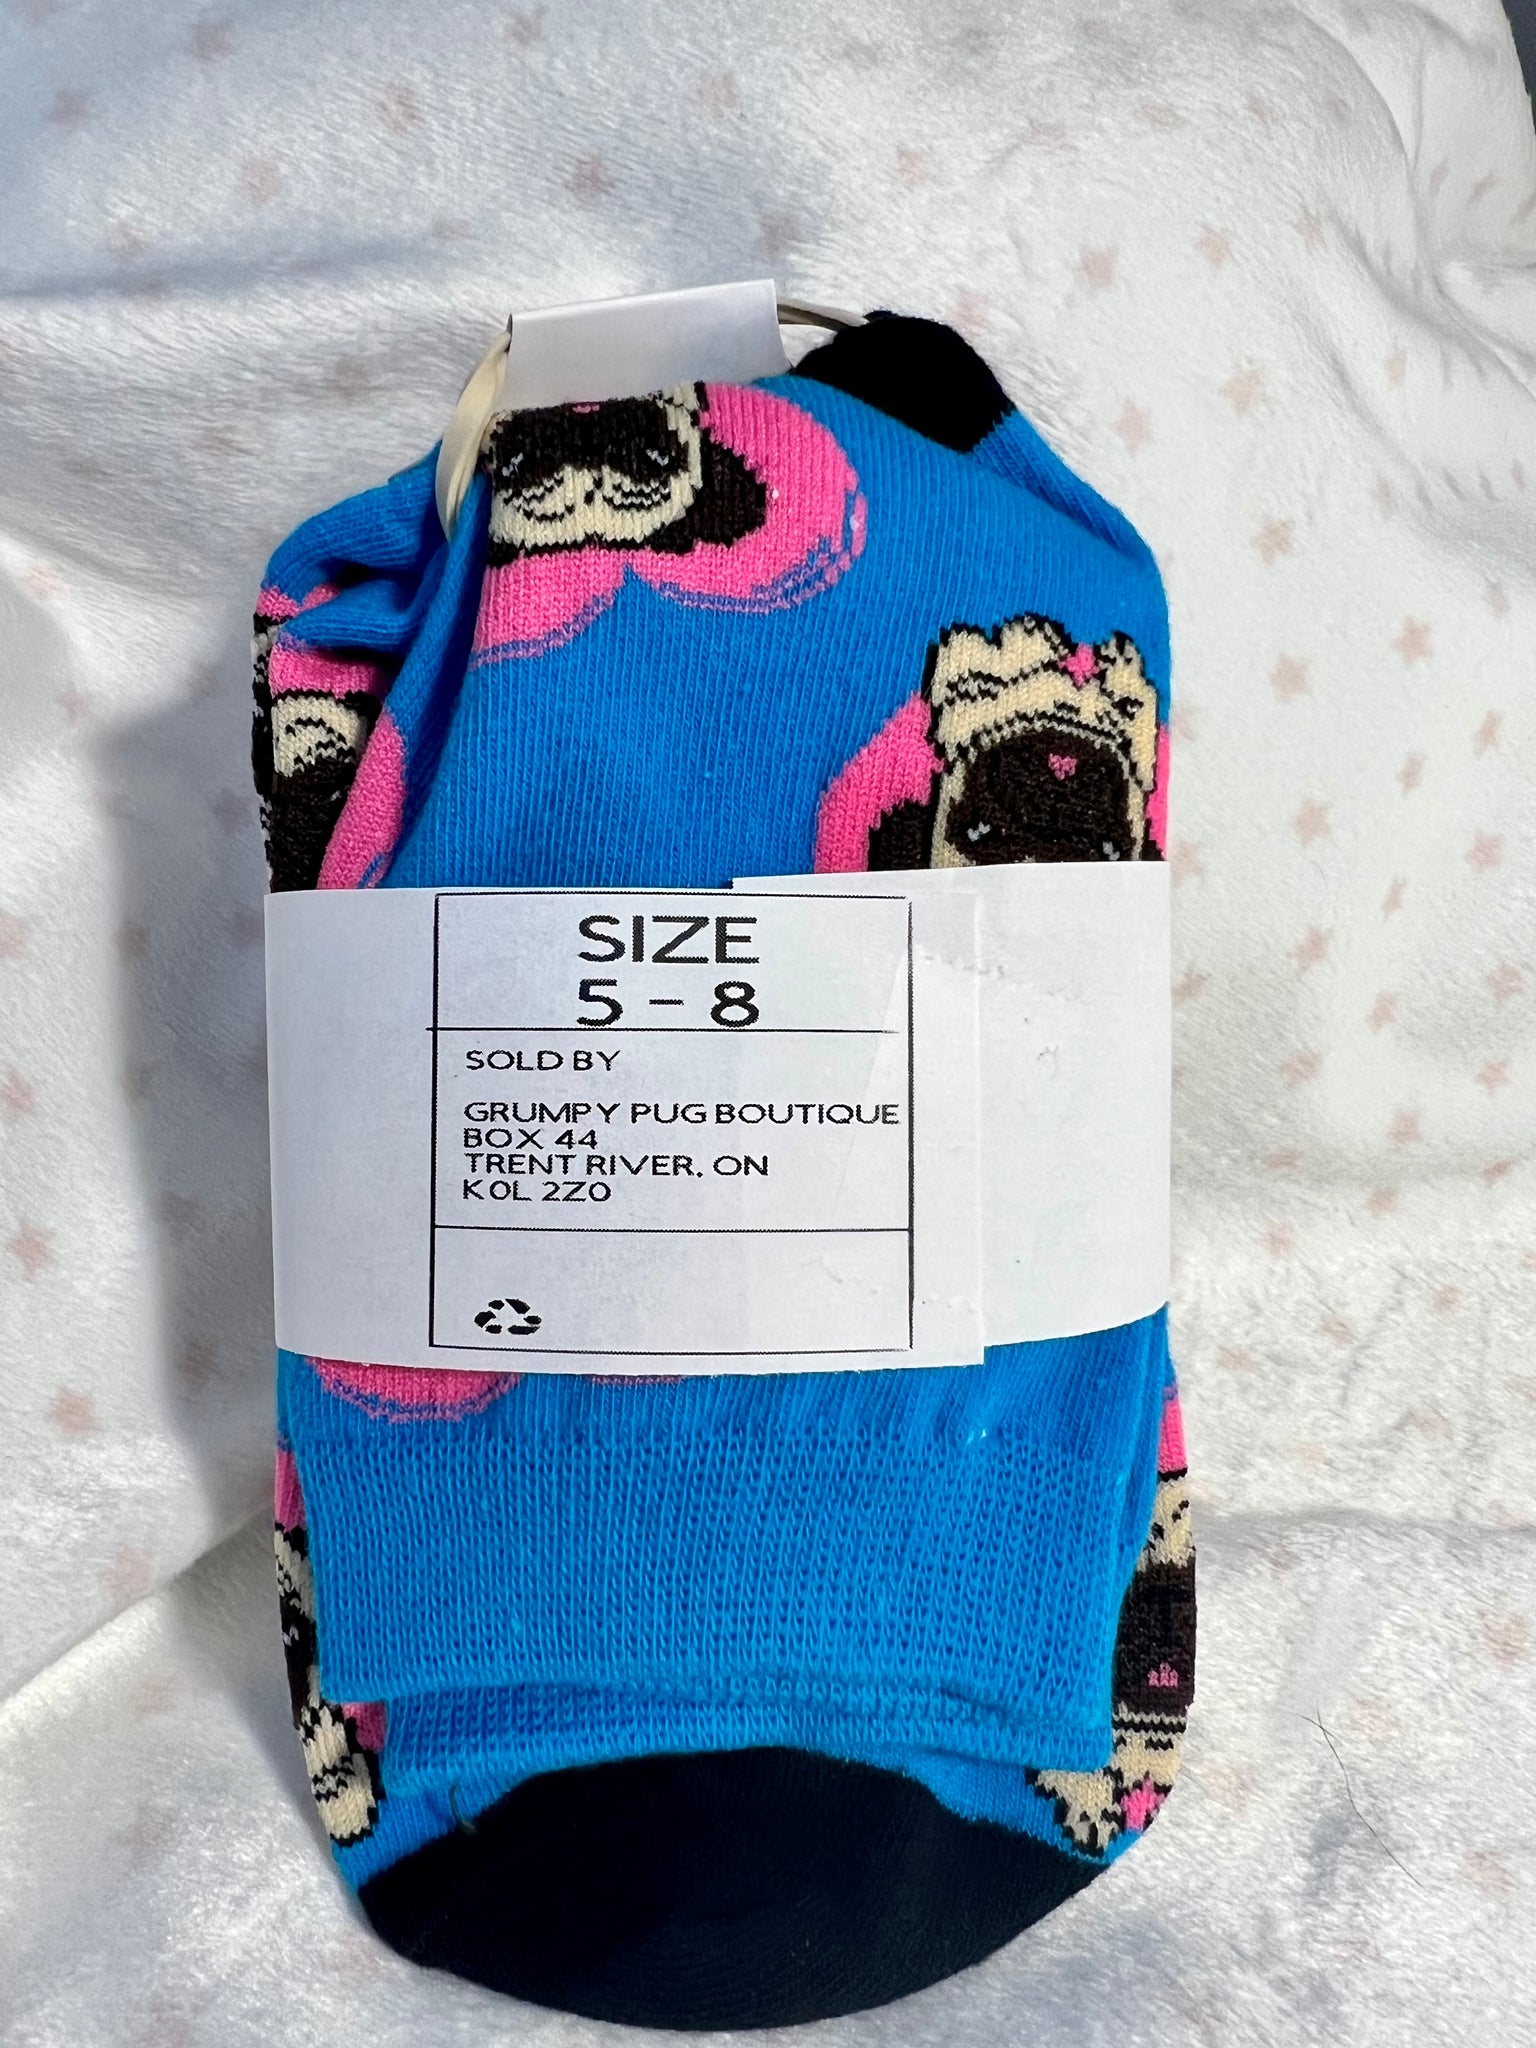 SIZE
5 - 8
SOLD BY
GRUMPY PUG BOUTIQUE
BOX 44
TRENT RIVER, ON
K0L 2Z0